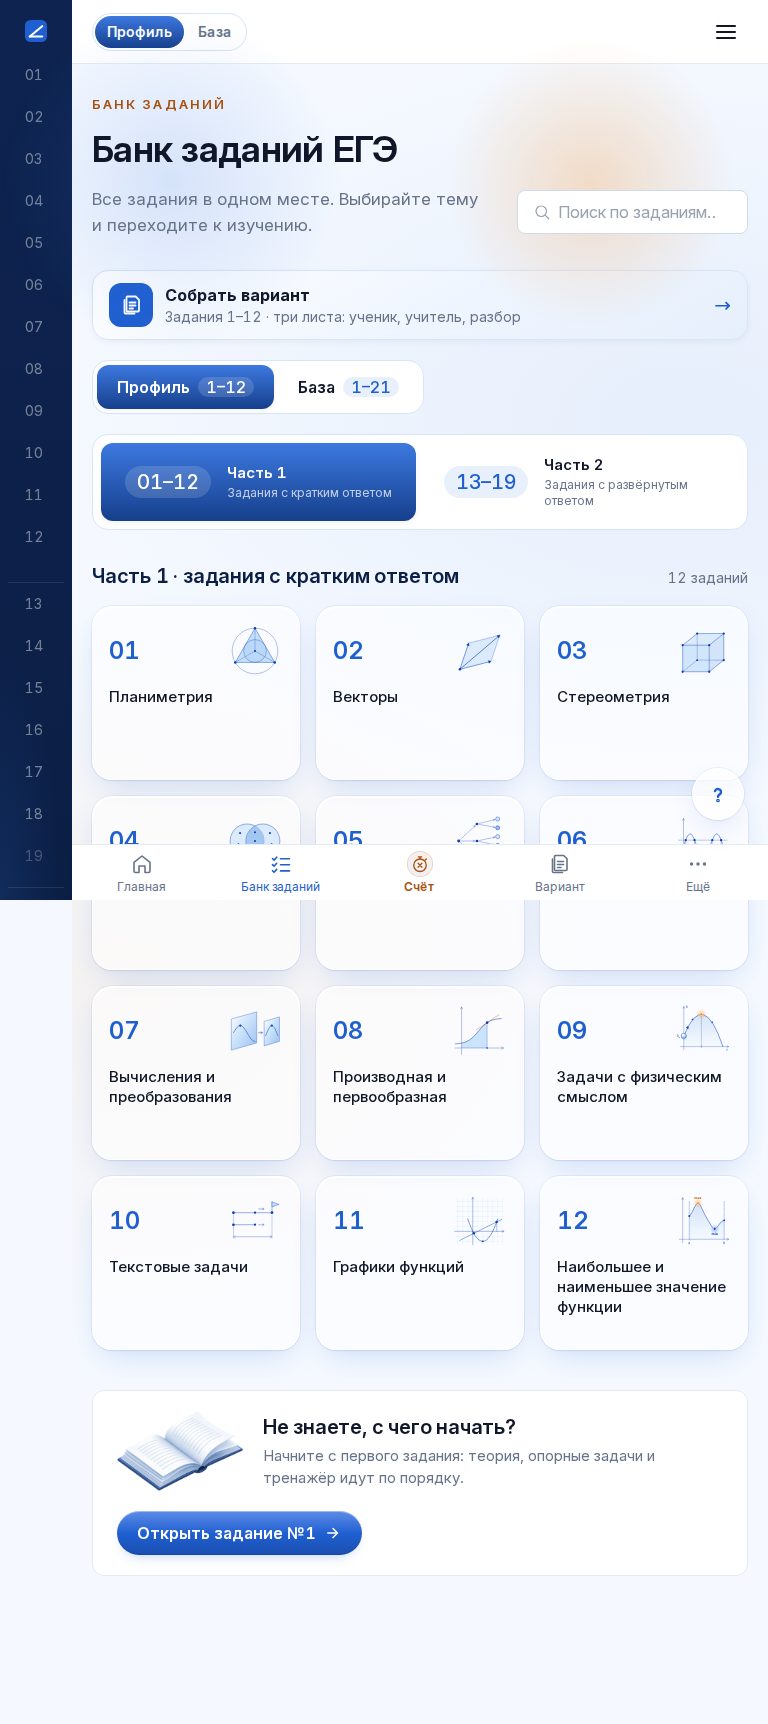 Профиль База
01
02
03
04
05
06
07
08
09
10
11
12
13
14
15
16
17
18
19
БАНК ЗАДАНИЙ
Банк заданий ЕГЭ
Все задания в одном месте. Выбирайте тему
и переходите к изучению.
Поиск по заданиям..
Собрать вариант
Задания 1–12 · три листа: ученик, учитель, разбор
→
Профиль 1–12 База 1–21
01–12 Часть 1
Задания с кратким ответом
13–19 Часть 2
Задания с развёрнутым
ответом
Часть 1 · задания с кратким ответом
12 заданий
01
Планиметрия
02
Векторы
03
Стереометрия
?
04
05
06
Главная
Банк заданий
Счёт
Вариант
Ещё
07
Вычисления и
преобразования
08
Производная и
первообразная
09
Задачи с физическим
смыслом
10
Текстовые задачи
11
Графики функций
12
Наибольшее и
наименьшее значение
функции
Не знаете, с чего начать?
Начните с первого задания: теория, опорные задачи и
тренажёр идут по порядку.
Открыть задание №1 →